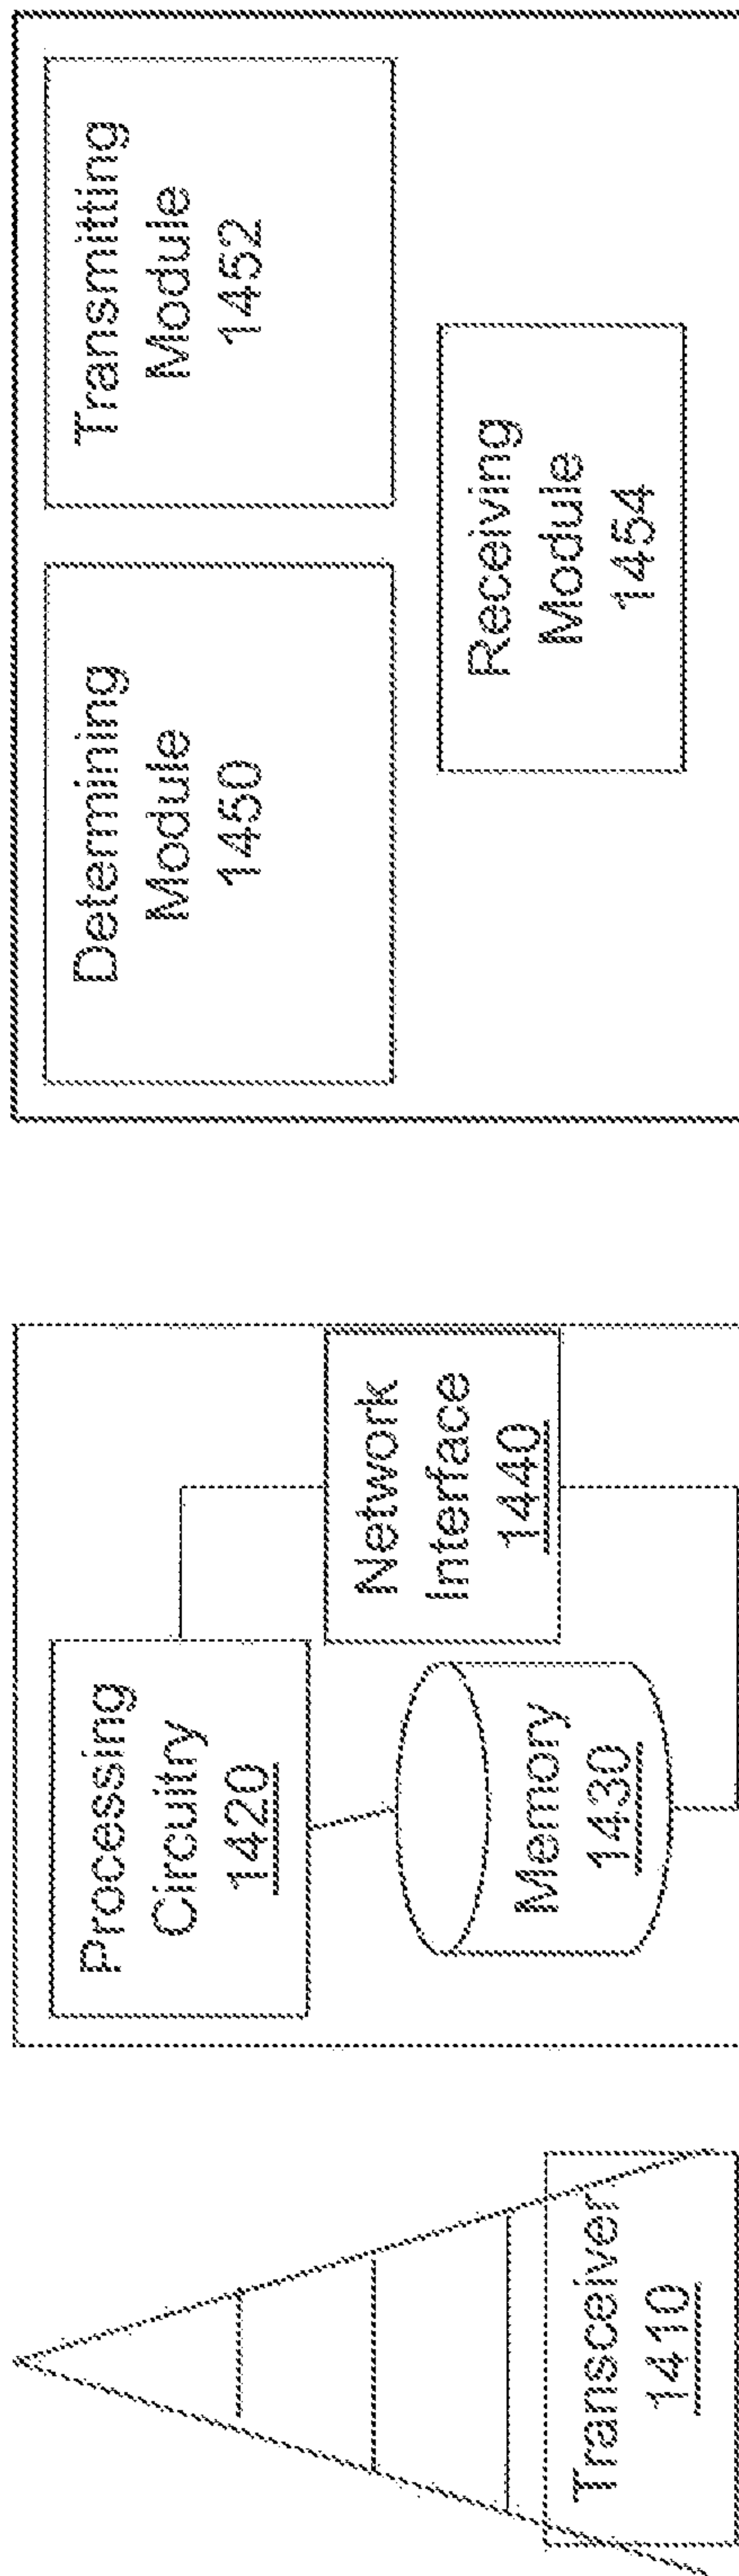 Transceiver
1410
Processing
Circuitry
1420
Memory
1430
Network
Interface
1440
Determining
Module
1450
Transmitting
Module
1452
Receiving
Module
1454